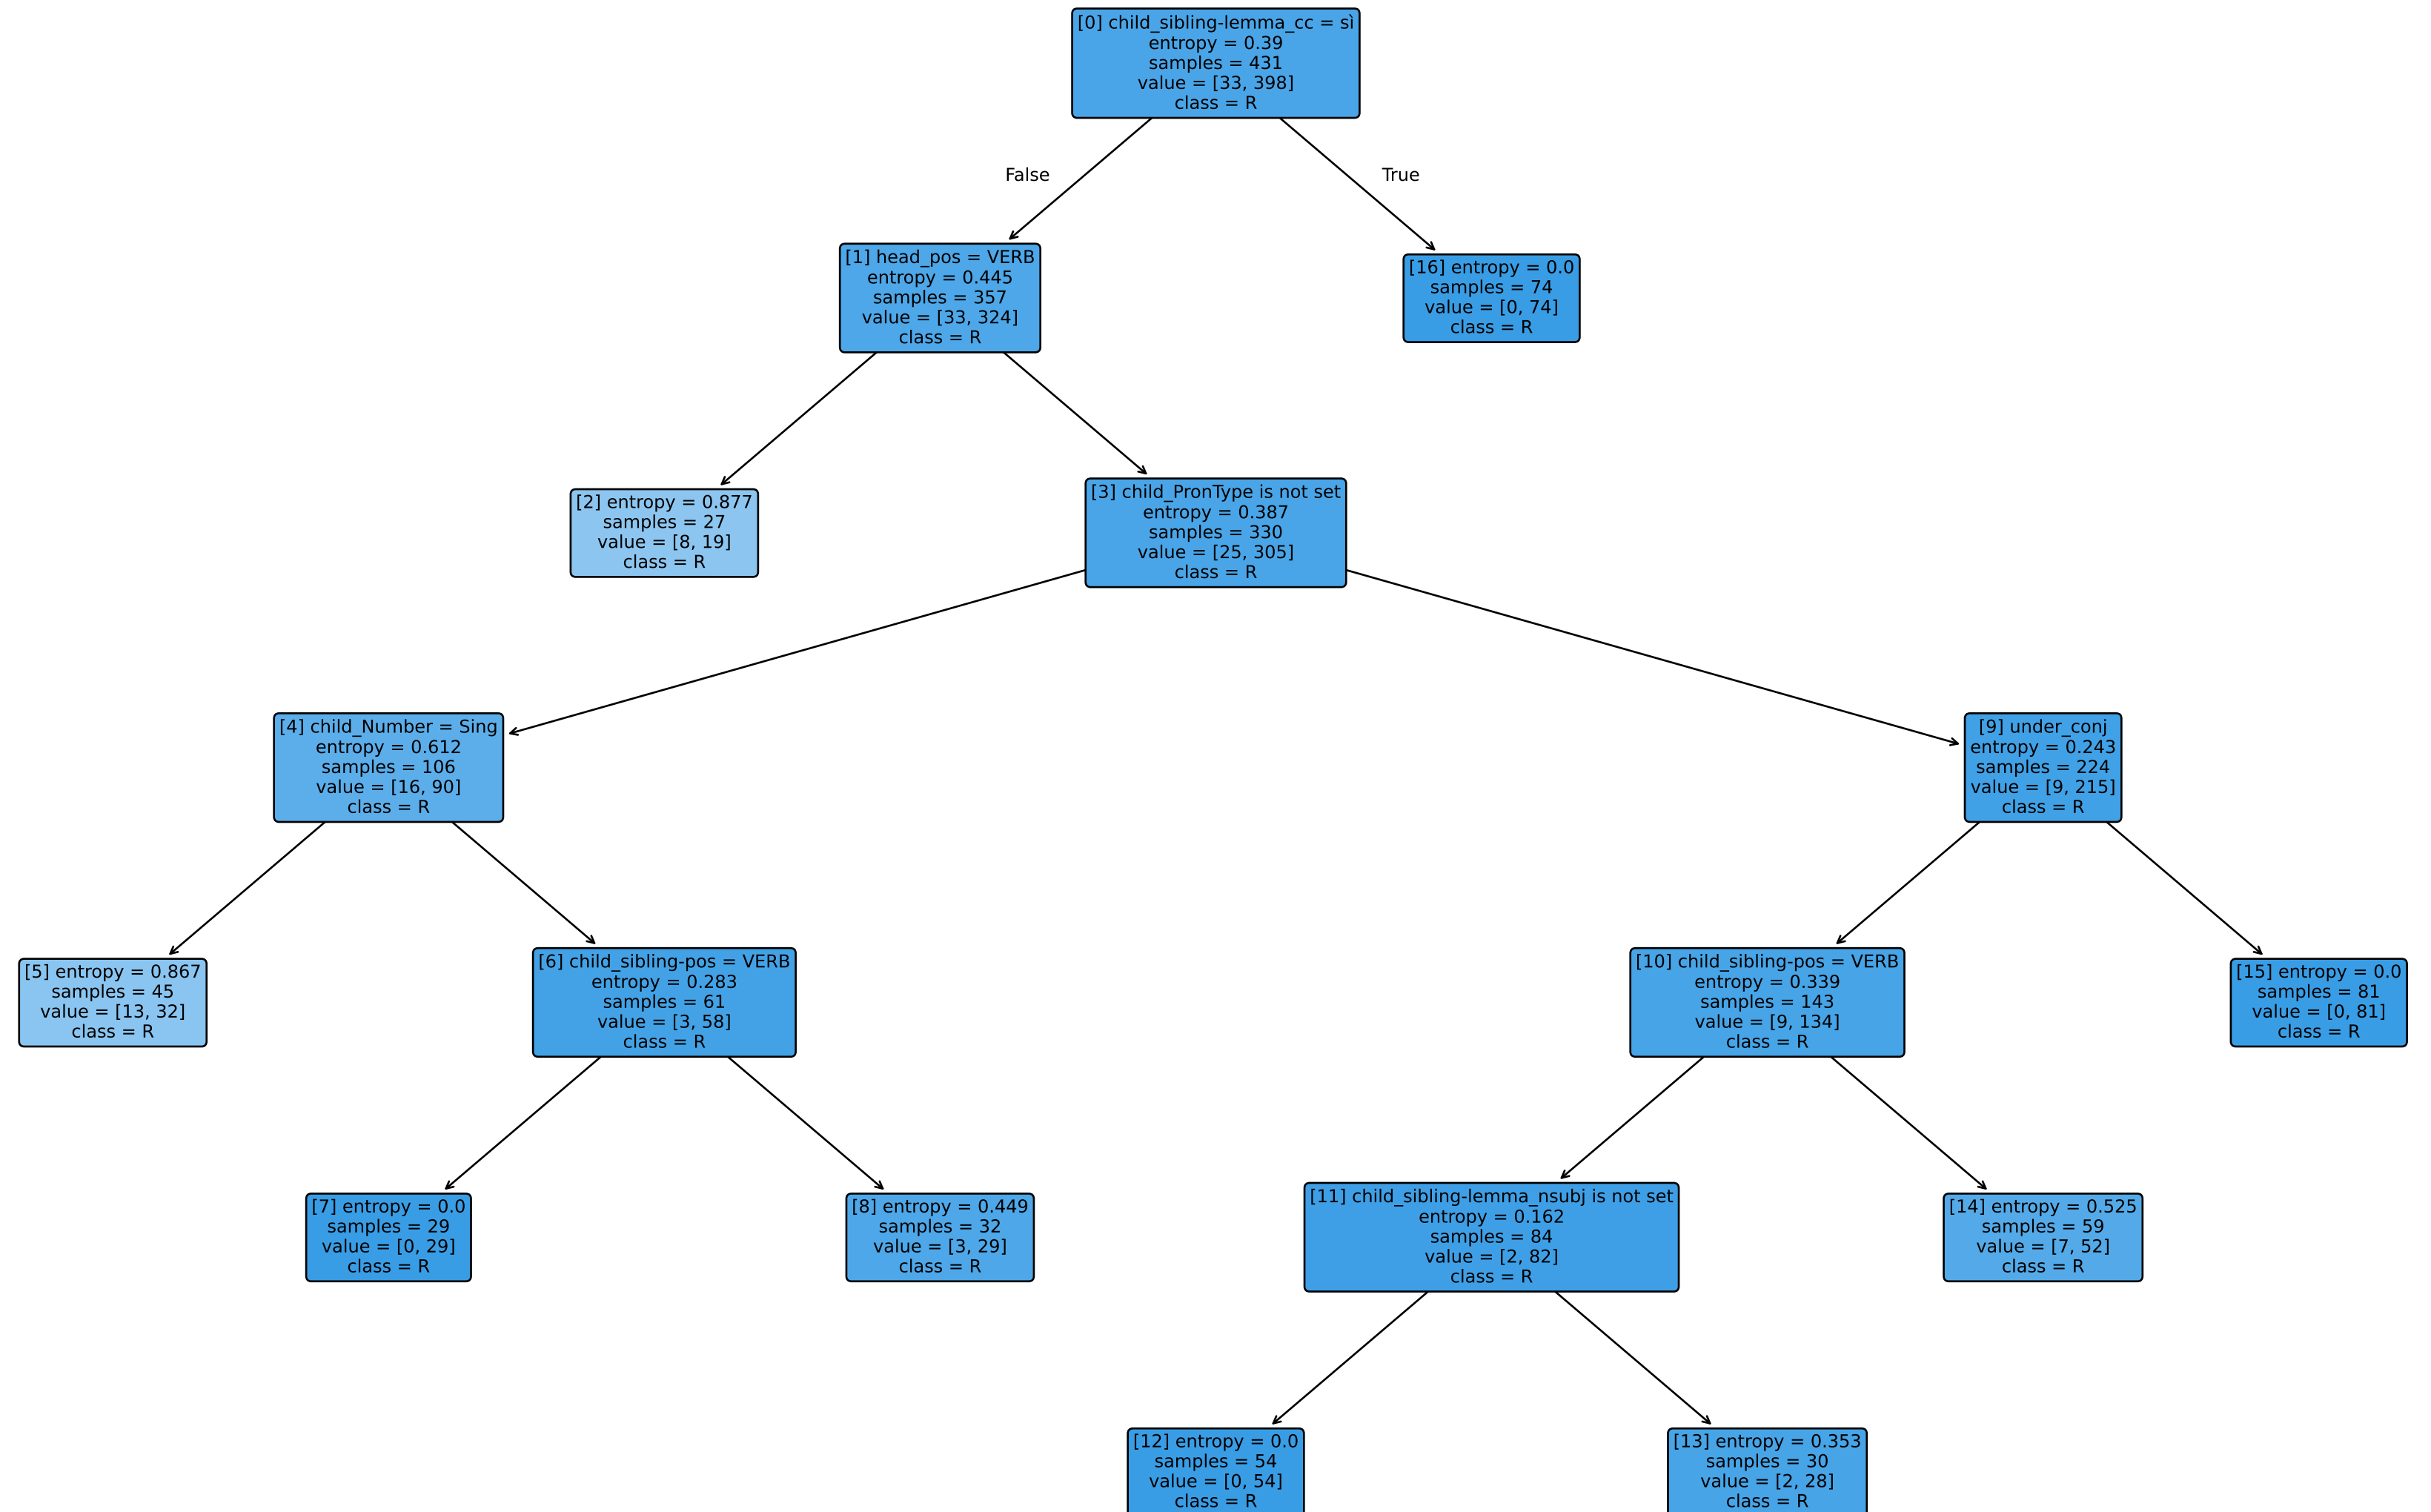 [0] child_sibling-lemma_cc = sì
entropy = 0.39
samples = 431
value = [33, 398]
class = R
False
True
[1] head_pos = VERB
entropy = 0.445
samples = 357
value = [33, 324]
class = R
[16] entropy = 0.0
samples = 74
value = [0, 74]
class = R
[2] entropy = 0.877
samples = 27
value = [8, 19]
class = R
[3] child_PronType is not set
entropy = 0.387
samples = 330
value = [25, 305]
class = R
[4] child_Number = Sing
entropy = 0.612
samples = 106
value = [16, 90]
class = R
[9] under_conj
entropy = 0.243
samples = 224
value = [9, 215]
class = R
[5] entropy = 0.867
samples = 45
value = [13, 32]
class = R
[6] child_sibling-pos = VERB
entropy = 0.283
samples = 61
value = [3, 58]
class = R
[10] child_sibling-pos = VERB
entropy = 0.339
samples = 143
value = [9, 134]
class = R
[15] entropy = 0.0
samples = 81
value = [0, 81]
class = R
[7] entropy = 0.0
samples = 29
value = [0, 29]
class = R
[8] entropy = 0.449
samples = 32
value = [3, 29]
class = R
[11] child_sibling-lemma_nsubj is not set
entropy = 0.162
samples = 84
value = [2, 82]
class = R
[14] entropy = 0.525
samples = 59
value = [7, 52]
class = R
[12] entropy = 0.0
samples = 54
value = [0, 54]
class = R
[13] entropy = 0.353
samples = 30
value = [2, 28]
class = R